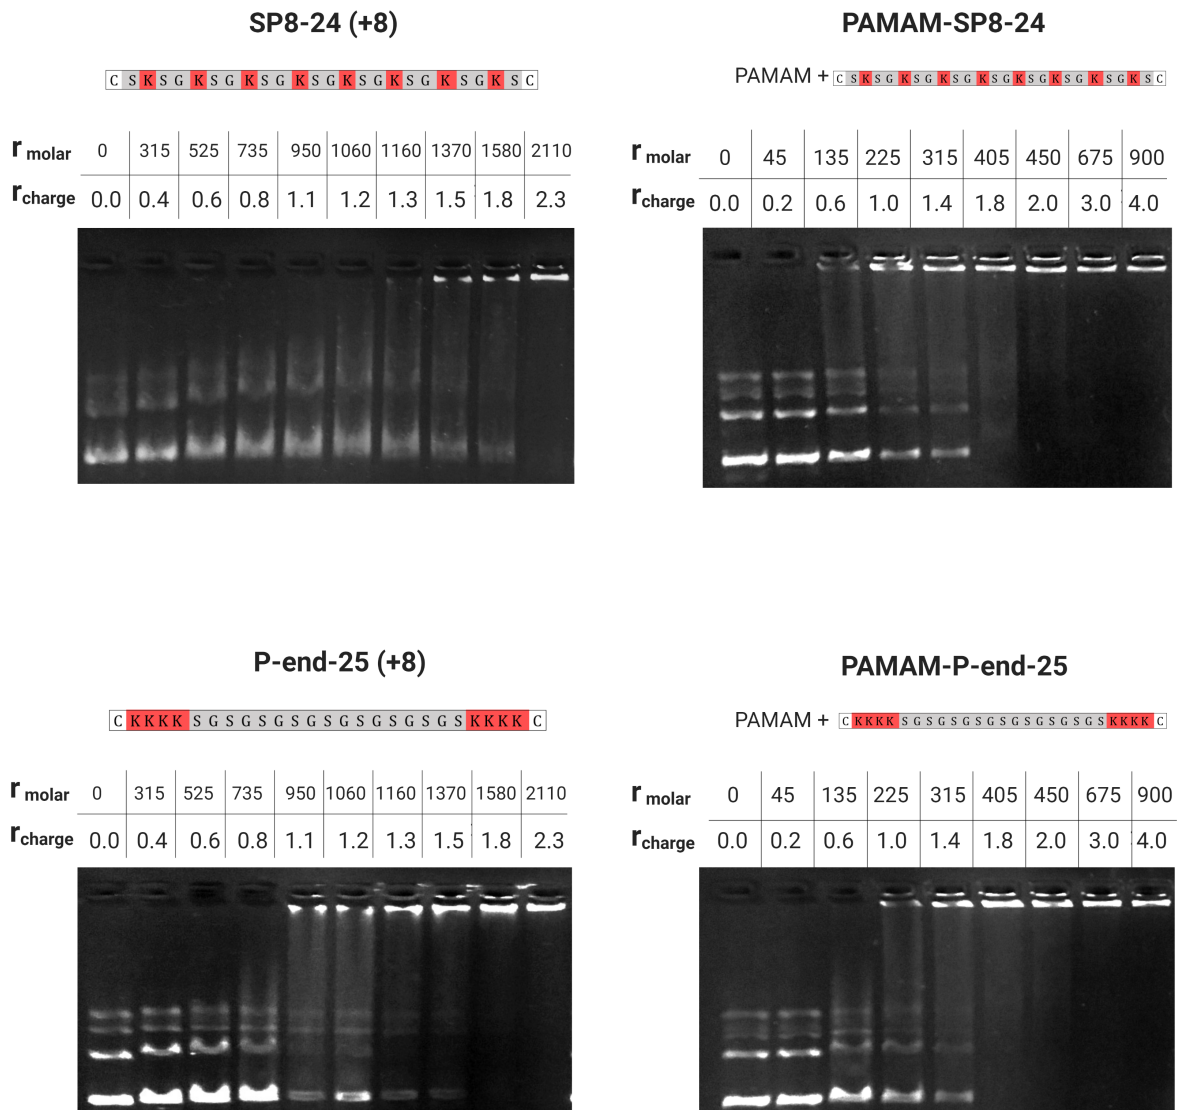 SP8-24 (+8)
C S K S G K S G K S G K S G K S G K S G K S G K S C
r molar 0 315 525 735 950 1060 1160 1370 1580 2110
r charge 0.0 0.4 0.6 0.8 1.1 1.2 1.3 1.5 1.8 2.3
PAMAM-SP8-24
PAMAM + C S K S G K S G K S G K S G K S G K S G K S G K S C
r molar 0 45 135 225 315 405 450 675 900
r charge 0.0 0.2 0.6 1.0 1.4 1.8 2.0 3.0 4.0
P-end-25 (+8)
C K K K K S G S G S G S G S G S G S G S G S K K K K C
r molar 0 315 525 735 950 1060 1160 1370 1580 2110
r charge 0.0 0.4 0.6 0.8 1.1 1.2 1.3 1.5 1.8 2.3
PAMAM-P-end-25
PAMAM + C K K K K S G S G S G S G S G S G S G S G S K K K K C
r molar 0 45 135 225 315 405 450 675 900
r charge 0.0 0.2 0.6 1.0 1.4 1.8 2.0 3.0 4.0